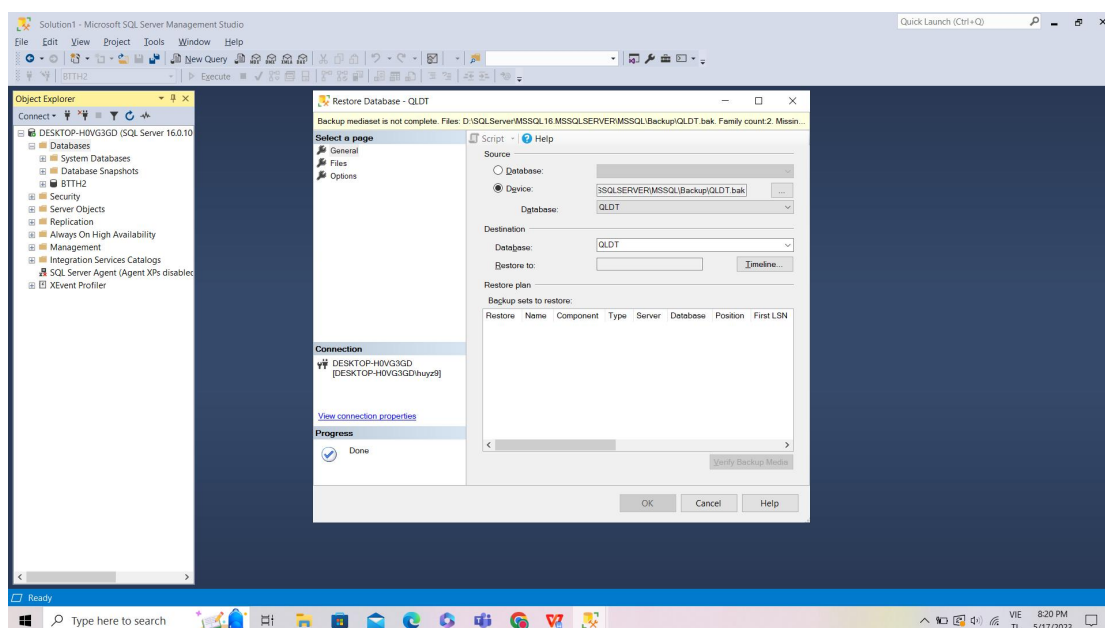 Solution1 - Microsoft SQL Server Management Studio
Quick Launch (Ctrl+Q)
File Edit View Project Tools Window Help
New Query
BTTH2
Execute
Object Explorer
Connect
DESKTOP-H0VG3GD (SQL Server 16.0.10
Databases
System Databases
Database Snapshots
BTTH2
Security
Server Objects
Replication
Always On High Availability
Management
Integration Services Catalogs
SQL Server Agent (Agent XPs disabled
XEvent Profiler
Restore Database - QLDT
Backup mediaset is not complete. Files: D:\SQLServer\MSSQL16.MSSQLSERVER\MSSQL\Backup\QLDT.bak. Family count:2. Missin...
Select a page
General
Files
Options
Script Help
Source
Database:
Device: SSQLSERVER\MSSQL\Backup\QLDT.bak ...
Database: QLDT
Destination
Database: QLDT
Restore to: Timeline...
Restore plan
Backup sets to restore:
Restore Name Component Type Server Database Position First LSN
Connection
DESKTOP-H0VG3GD
[DESKTOP-H0VG3GD\huyz9]
View connection properties
Progress
Done
Verify Backup Media
OK Cancel Help
Ready
Type here to search
VIE 8:20 PM
TL 5/17/2023